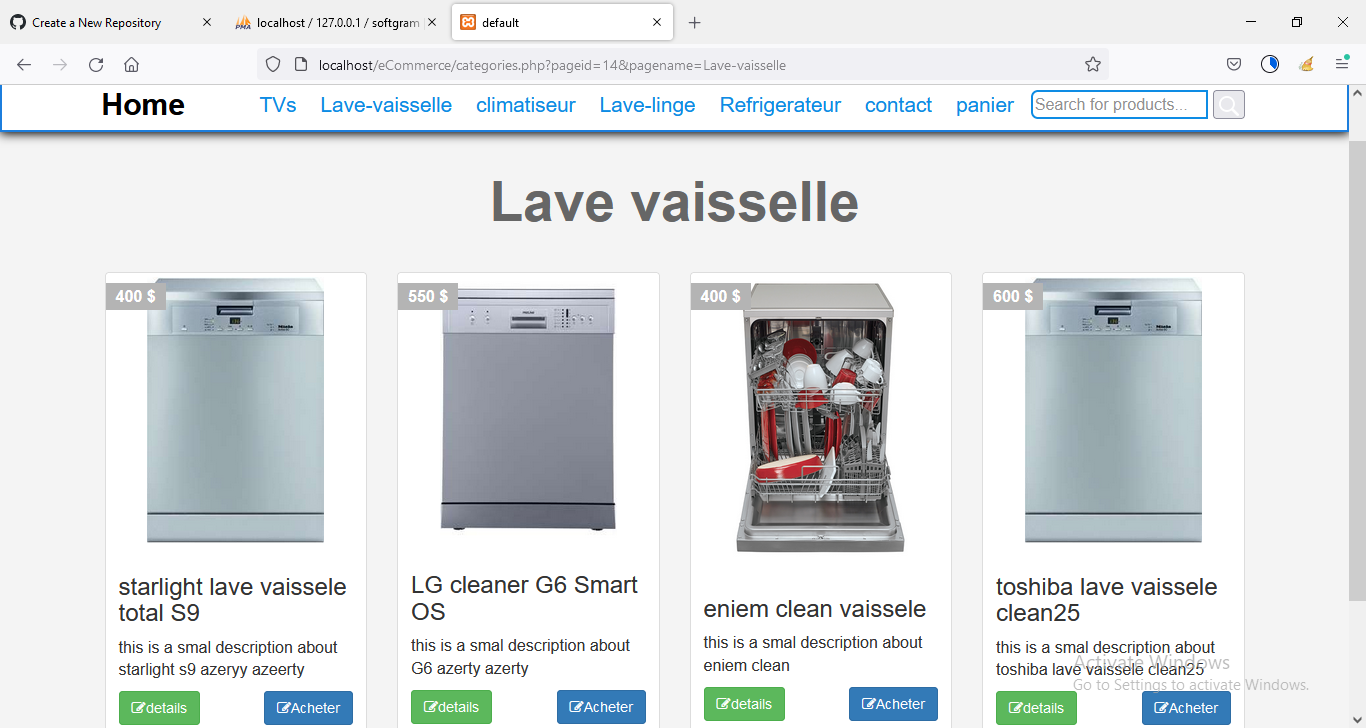 Create a New Repository
localhost / 127.0.0.1 / softgram
default
localhost/eCommerce/categories.php?pageid=14&pagename=Lave-vaisselle
Home TVs Lave-vaisselle climatiseur Lave-linge Refrigerateur contact panier Search for products...
Lave vaisselle
400 $
550 $
400 $
600 $
starlight lave vaissele
total S9
this is a smal description about
starlight s9 azeryy azeerty
details Acheter
LG cleaner G6 Smart
OS
this is a smal description about
G6 azerty azerty
details Acheter
eniem clean vaissele
this is a smal description about
eniem clean
details Acheter
toshiba lave vaissele
clean25
this is a smal description about
toshiba lave vaissele clean25
details Acheter
Activate Windows
Go to Settings to activate Windows.